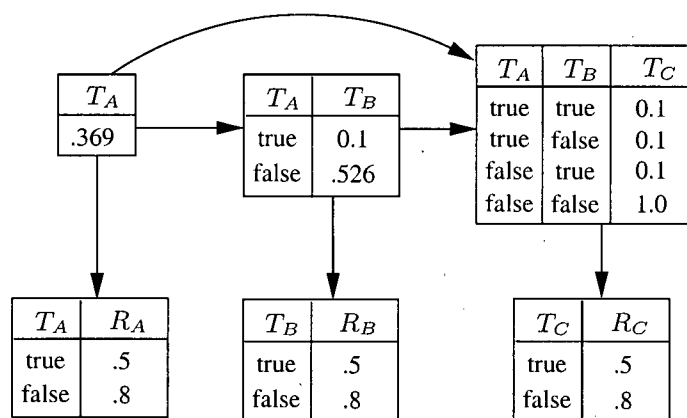 T_A
.369
T_A T_B
true 0.1
false .526
T_A T_B T_C
true true 0.1
true false 0.1
false true 0.1
false false 1.0
T_A R_A
true .5
false .8
T_B R_B
true .5
false .8
T_C R_C
true .5
false .8